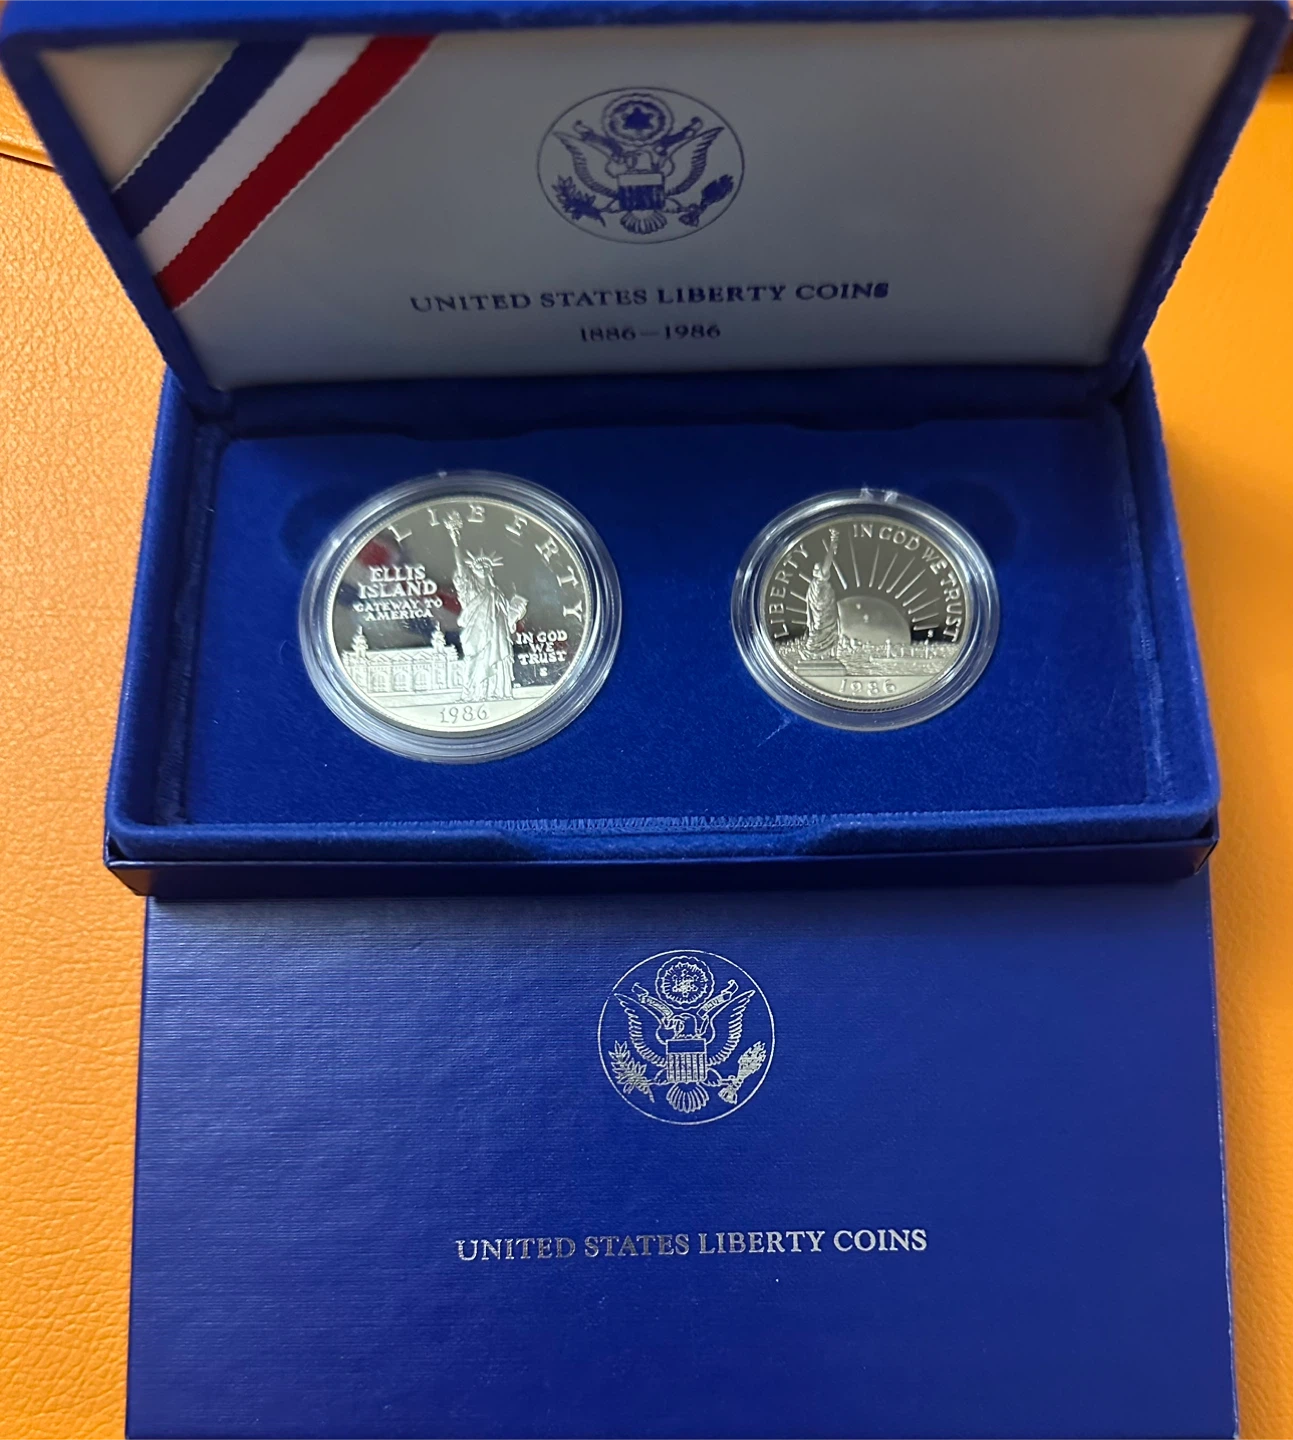 UNITED STATES LIBERTY COINS
1886-1986
LIBERTY
ELLIS
ISLAND
GATEWAY TO
AMERICA
IN GOD
WE
TRUST
S
1986
LIBERTY
IN GOD WE TRUST
1986
UNITED STATES LIBERTY COINS